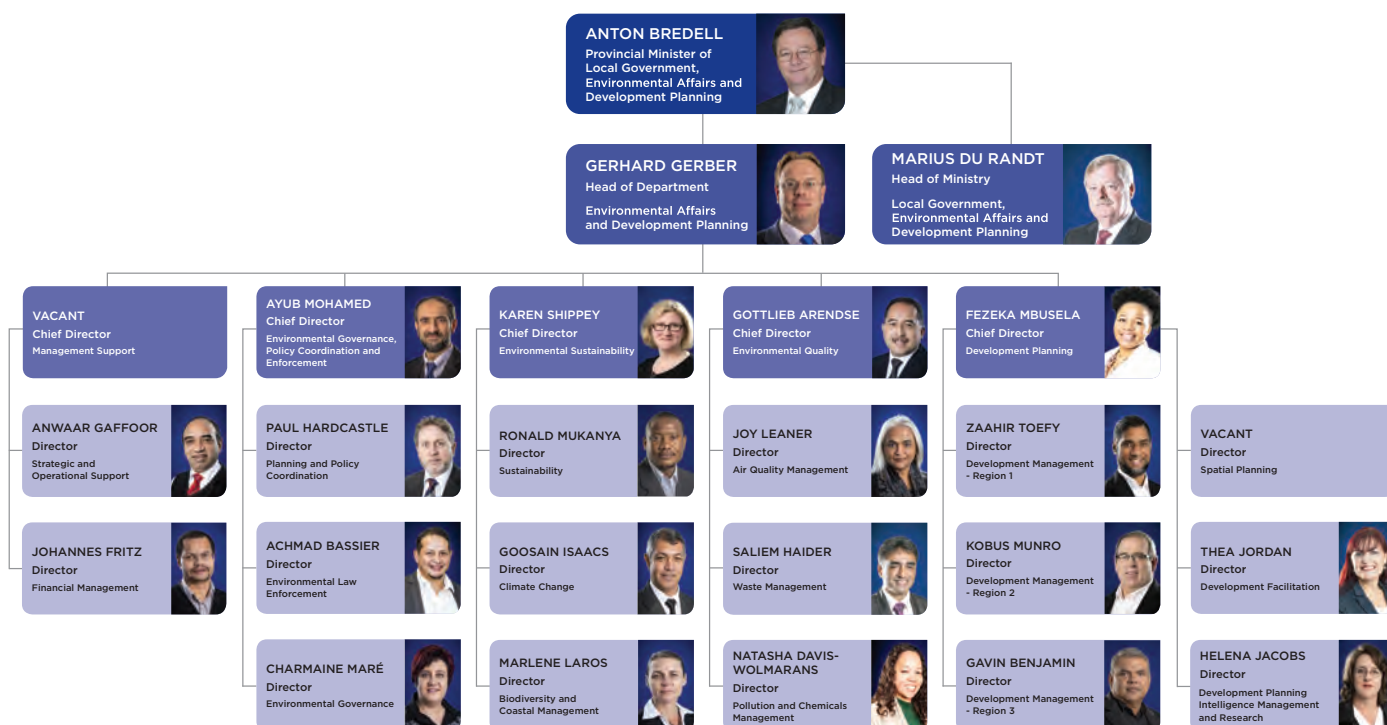 ANTON BREDELL
Provincial Minister of
Local Government,
Environmental Affairs and
Development Planning
GERHARD GERBER
Head of Department
Environmental Affairs
and Development Planning
MARIUS DU RANDT
Head of Ministry
Local Government,
Environmental Affairs and
Development Planning
VACANT
Chief Director
Management Support
AYUB MOHAMED
Chief Director
Environmental Governance,
Policy Coordination and
Enforcement
KAREN SHIPPEY
Chief Director
Environmental Sustainability
GOTTLIEB ARENDSE
Chief Director
Environmental Quality
FEZEKA MBUSELA
Chief Director
Development Planning
ANWAAR GAFFOOR
Director
Strategic and
Operational Support
PAUL HARDCASTLE
Director
Planning and Policy
Coordination
RONALD MUKANYA
Director
Sustainability
JOY LEANER
Director
Air Quality Management
ZAAHIR TOEFY
Director
Development Management
- Region 1
VACANT
Director
Spatial Planning
JOHANNES FRITZ
Director
Financial Management
ACHMAD BASSIER
Director
Environmental Law
Enforcement
GOOSAIN ISAACS
Director
Climate Change
SALIEM HAIDER
Director
Waste Management
KOBUS MUNRO
Director
Development Management
- Region 2
THEA JORDAN
Director
Development Facilitation
CHARMAINE MARÉ
Director
Environmental Governance
MARLENE LAROS
Director
Biodiversity and
Coastal Management
NATASHA DAVIS-
WOLMARANS
Director
Pollution and Chemicals
Management
GAVIN BENJAMIN
Director
Development Management
- Region 3
HELENA JACOBS
Director
Development Planning
Intelligence Management
and Research